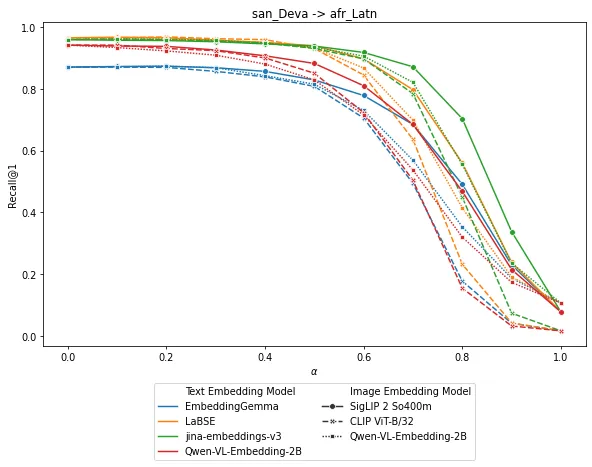 san_Deva -> afr_Latn
1.0
0.8
0.6
0.4
0.2
0.0
Recall@1
0.0 0.2 0.4 0.6 0.8 1.0
α
Text Embedding Model Image Embedding Model
EmbeddingGemma SigLIP 2 So400m
LaBSE CLIP ViT-B/32
jina-embeddings-v3 Qwen-VL-Embedding-2B
Qwen-VL-Embedding-2B